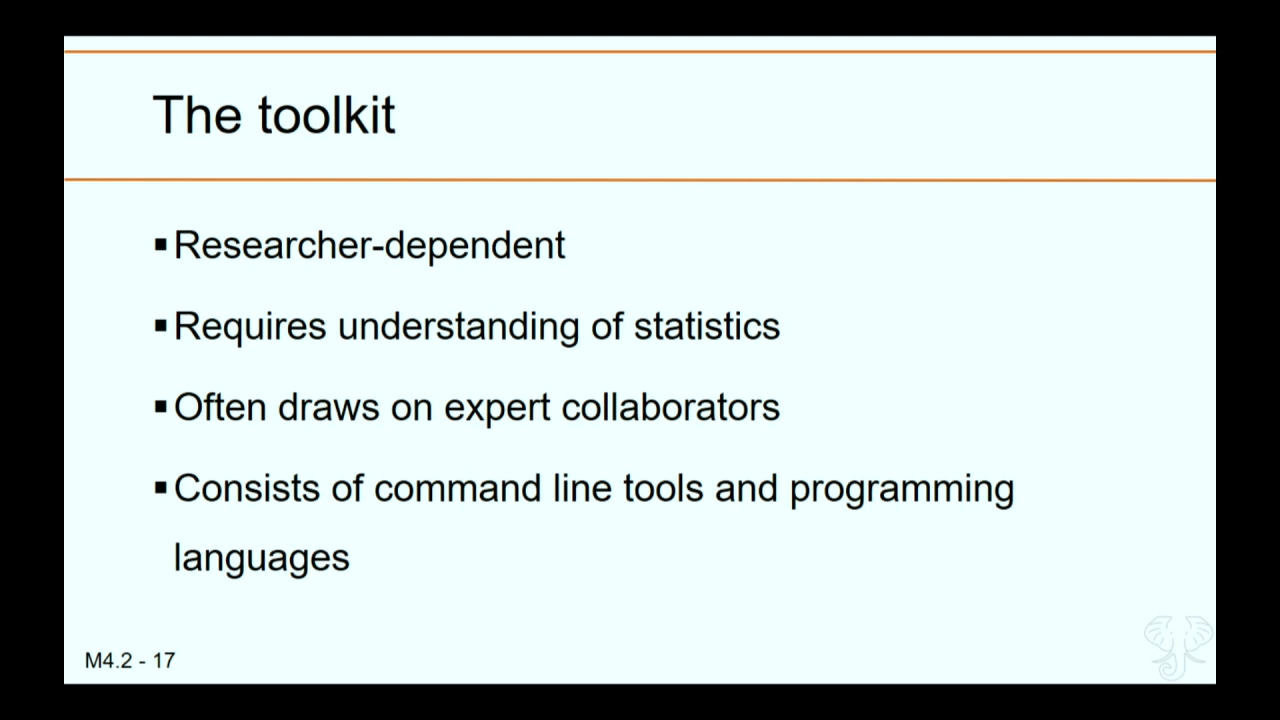 The toolkit
▪Researcher-dependent
▪Requires understanding of statistics
▪Often draws on expert collaborators
▪Consists of command line tools and programming
languages
M4.2 - 17